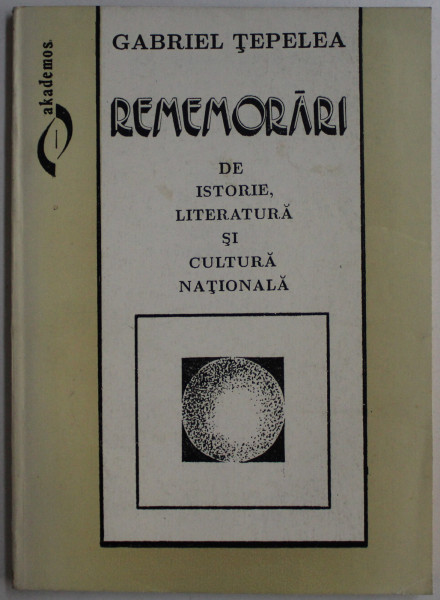 akademos
GABRIEL ŢEPELEA
REMEMORĂRI
DE
ISTORIE,
LITERATURĂ
ŞI
CULTURĂ
NAŢIONALĂ